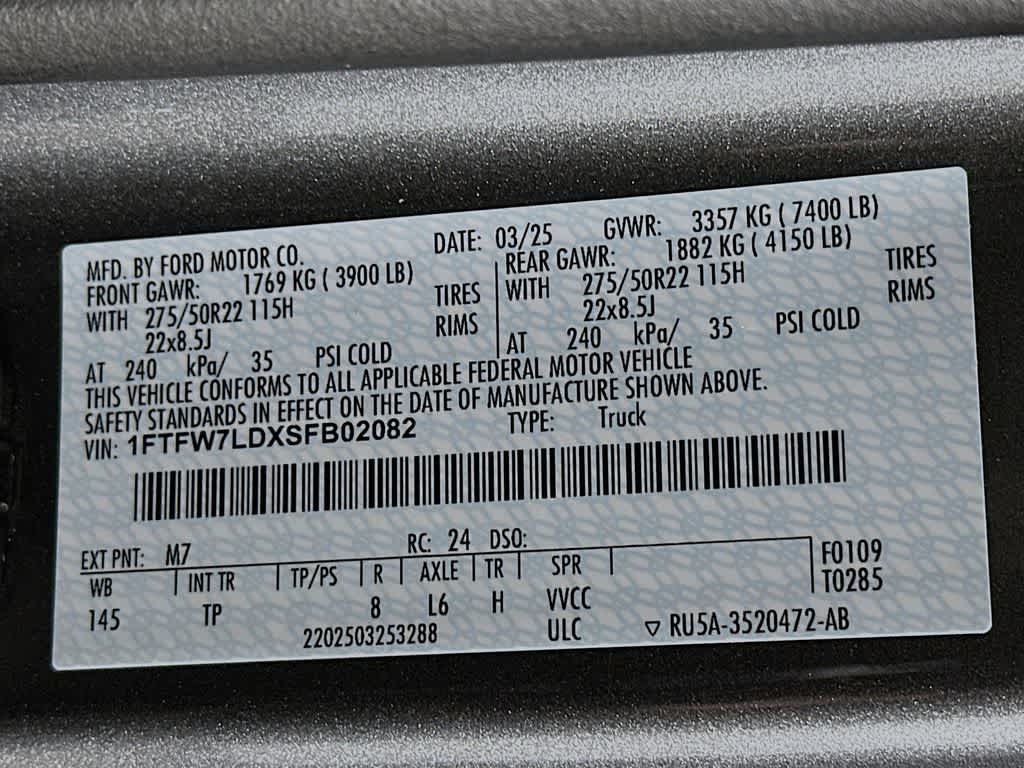 MFD. BY FORD MOTOR CO. DATE: 03/25 GVWR: 3357 KG ( 7400 LB)
FRONT GAWR: 1769 KG ( 3900 LB) REAR GAWR: 1882 KG ( 4150 LB)
WITH 275/50R22 115H TIRES WITH 275/50R22 115H TIRES
22x8.5J RIMS 22x8.5J RIMS
AT 240 kPa/ 35 PSI COLD AT 240 kPa/ 35 PSI COLD
THIS VEHICLE CONFORMS TO ALL APPLICABLE FEDERAL MOTOR VEHICLE
SAFETY STANDARDS IN EFFECT ON THE DATE OF MANUFACTURE SHOWN ABOVE.
VIN: 1FTFW7LDXSFB02082 TYPE: Truck
EXT PNT: M7 RC: 24 DSO:
WB INT TR TP/PS R AXLE TR SPR F0109
145 TP 8 L6 H VVCC T0285
2202503253288 ULC ▽ RU5A-3520472-AB